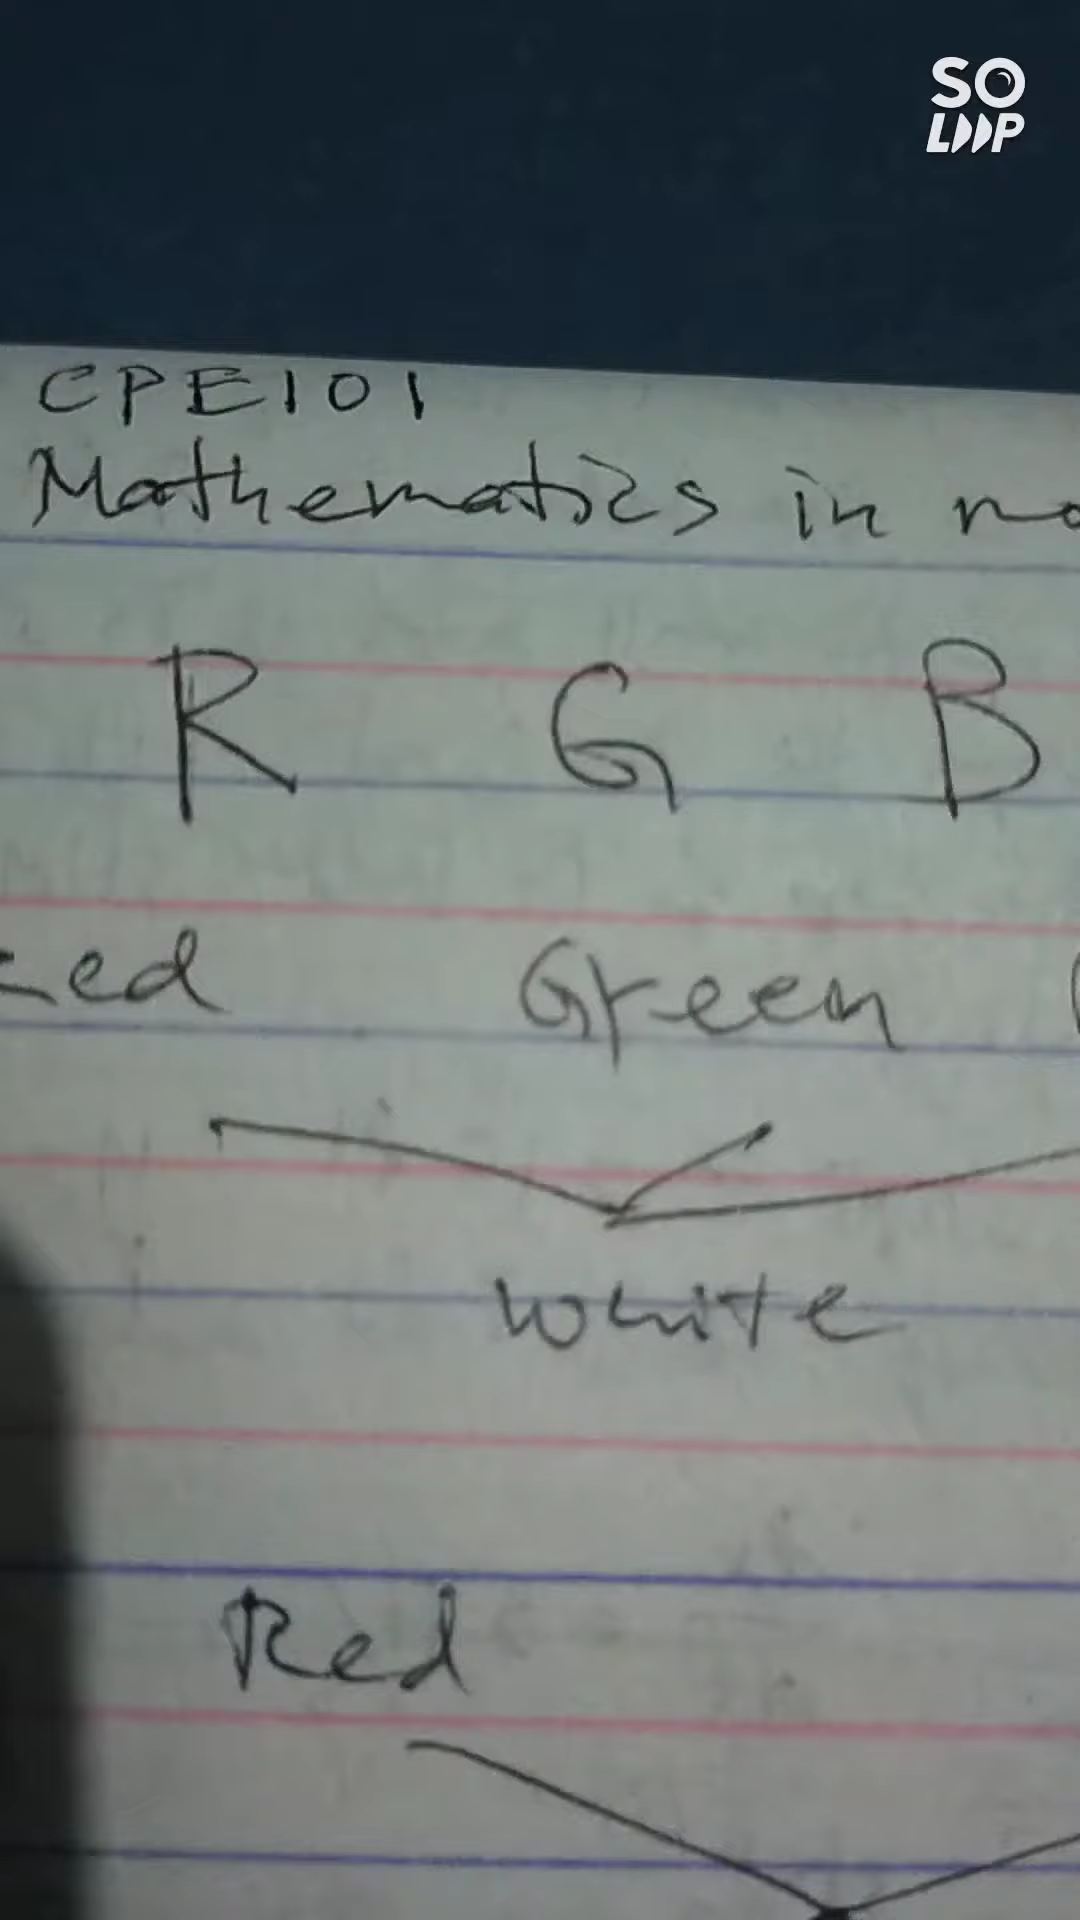 SO
LOOP
CPE101
Mathematics in
R G B
Green
white
Red